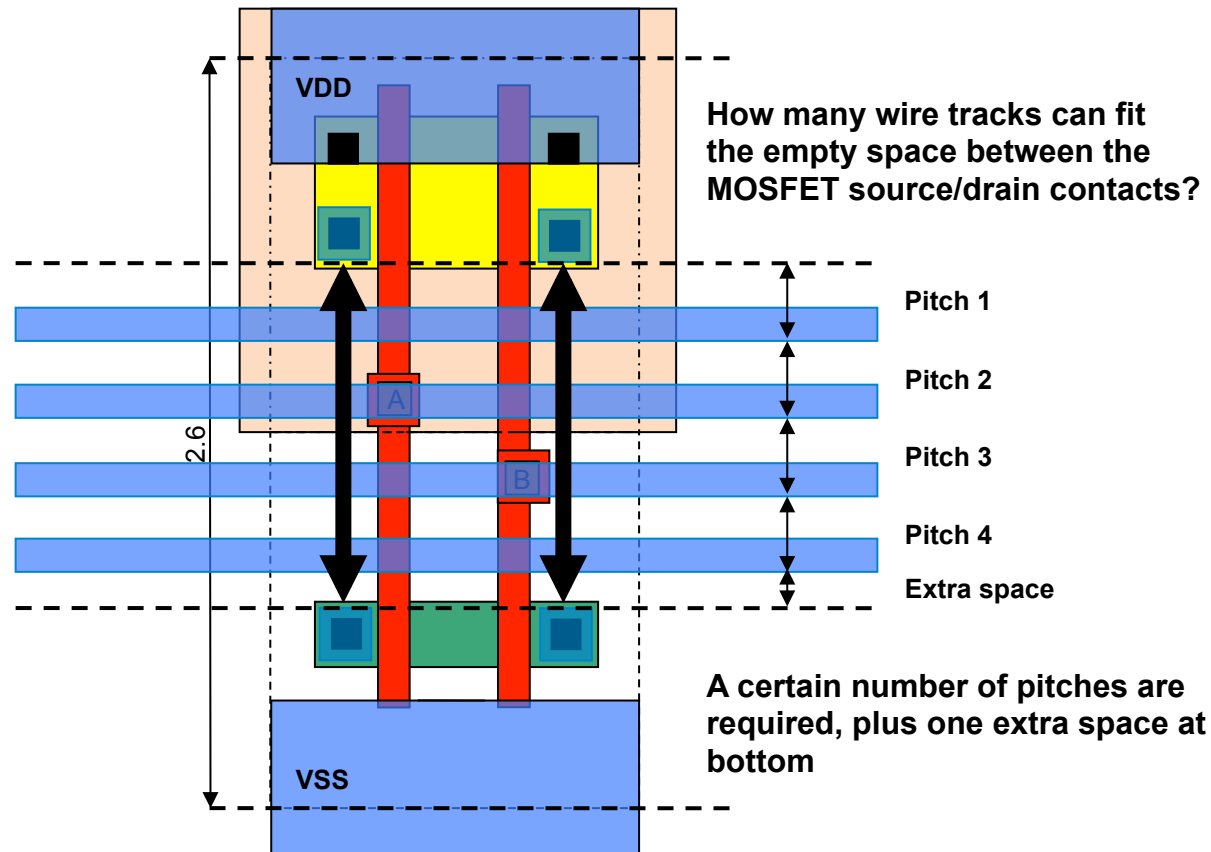 VDD
How many wire tracks can fit
the empty space between the
MOSFET source/drain contacts?
Pitch 1
Pitch 2
A
Pitch 3
2.6
B
Pitch 4
Extra space
A certain number of pitches are
required, plus one extra space at
bottom
VSS